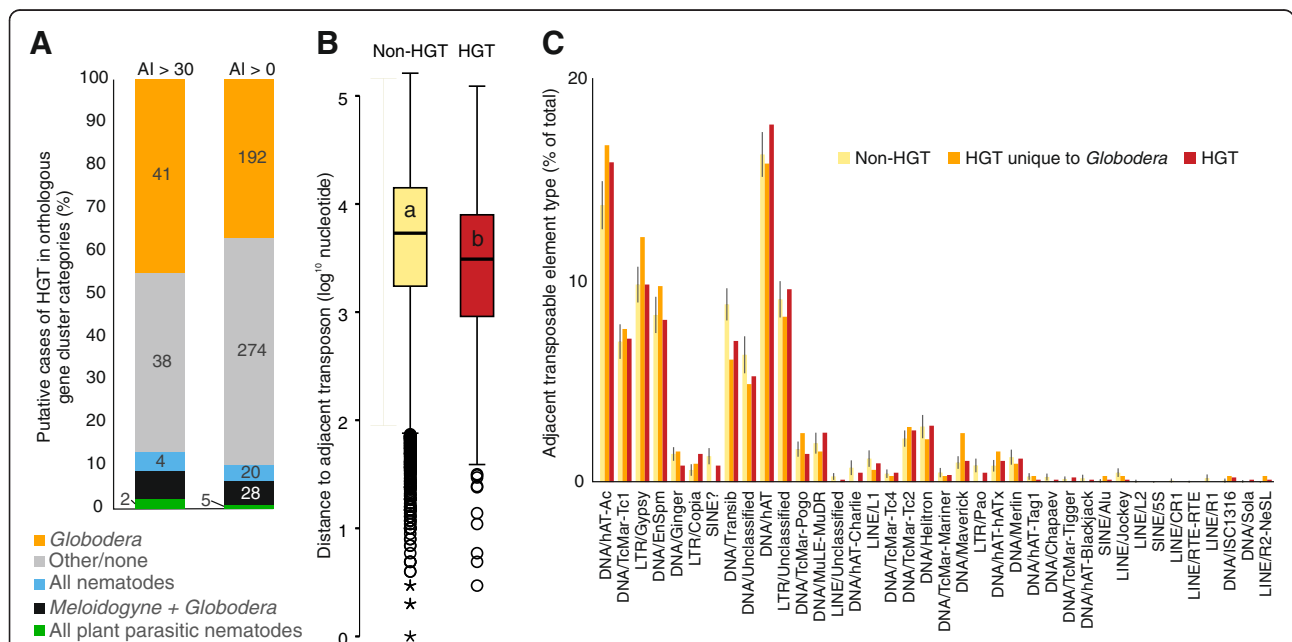 A
AI > 30
AI > 0
Putative cases of HGT in orthologous
gene cluster categories (%)
100
90
80
70
60
50
40
30
20
10
0
41
38
4
2
192
274
20
28
5
Globodera
Other/none
All nematodes
Meloidogyne + Globodera
All plant parasitic nematodes
B
Non-HGT
HGT
Distance to adjacent transposon (log10 nucleotide)
5
4
3
2
1
0
a
b
C
Adjacent transposable element type (% of total)
20
10
0
Non-HGT
HGT unique to Globodera
HGT
DNA/hAT-Ac
DNA/TcMar-Tc1
LTR/Gypsy
DNA/EnSpm
DNA/Ginger
LTR/Copia
SINE?
DNA/Transib
DNA/Unclassified
DNA/hAT
LTR/Unclassified
DNA/TcMar-Pogo
DNA/MuLE-MuDR
LINE/Unclassified
DNA/hAT-Charlie
LINE/L1
DNA/TcMar-Tc4
DNA/TcMar-Tc2
DNA/Helitron
DNA/TcMar-Mariner
DNA/Maverick
LTR/Pao
DNA/hAT-hATx
DNA/Merlin
DNA/hAT-Tag1
DNA/Chapaev
DNA/TcMar-Tigger
DNA/hAT-Blackjack
SINE/Alu
LINE/Jockey
LINE/L2
SINE/5S
LINE/CR1
LINE/RTE-RTE
LINE/R1
DNA/ISC1316
DNA/Sola
LINE/R2-NeSL